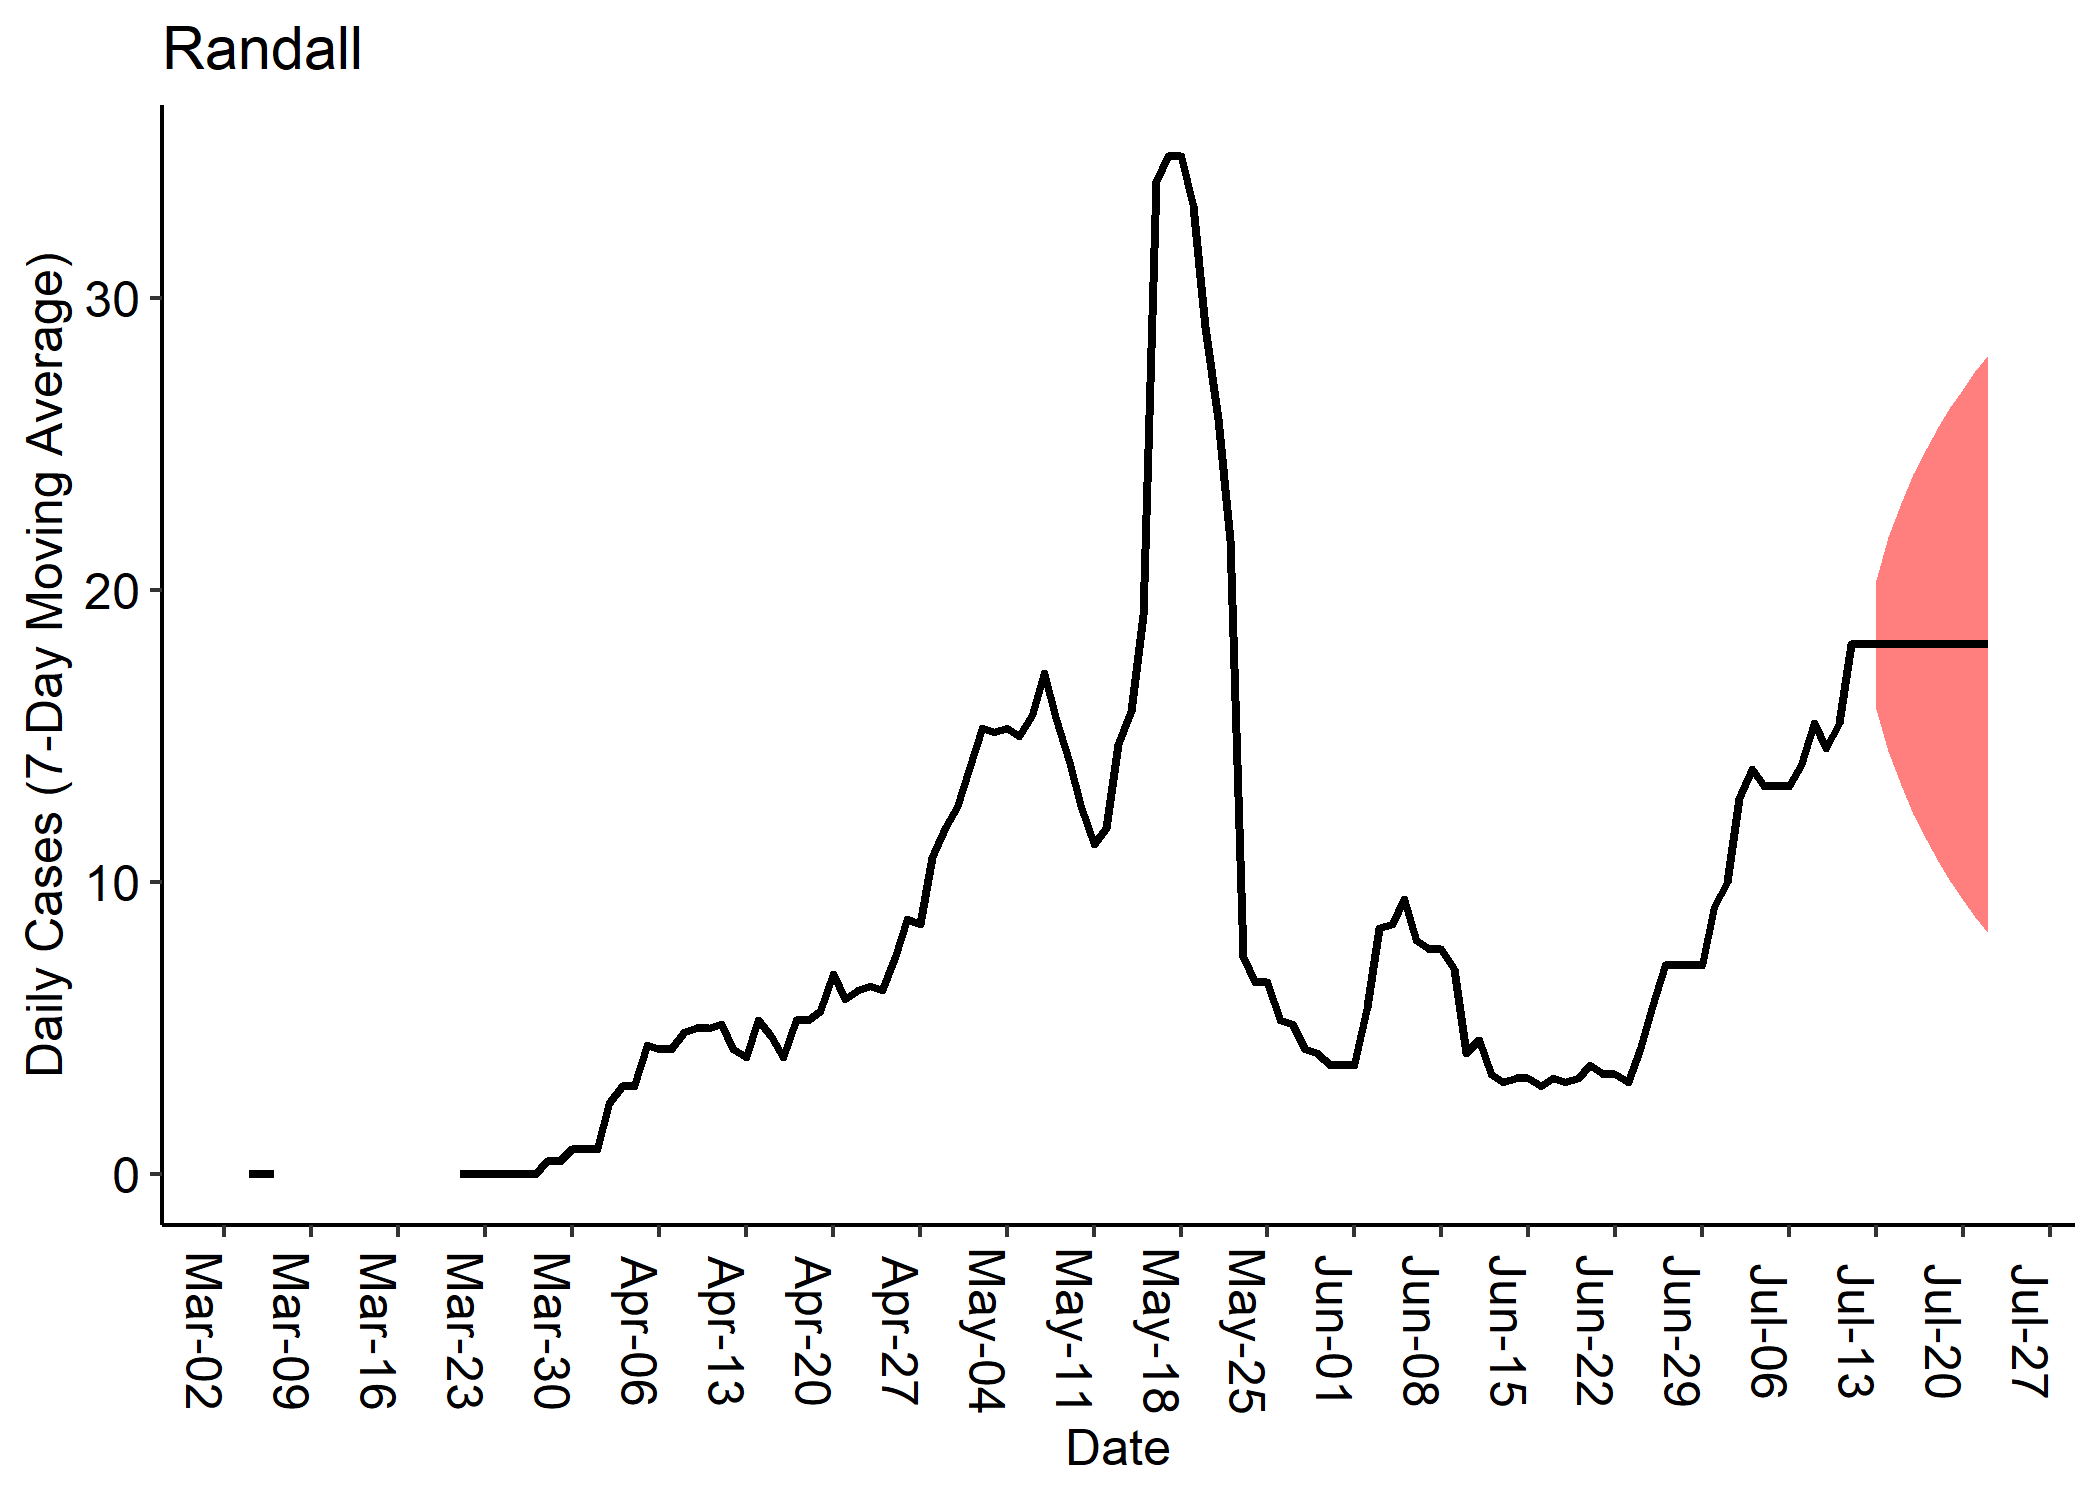 Randall
Daily Cases (7-Day Moving Average)
30
20
10
0
Mar-02
Mar-09
Mar-16
Mar-23
Mar-30
Apr-06
Apr-13
Apr-20
Apr-27
May-04
May-11
May-18
May-25
Jun-01
Jun-08
Jun-15
Jun-22
Jun-29
Jul-06
Jul-13
Jul-20
Jul-27
Date